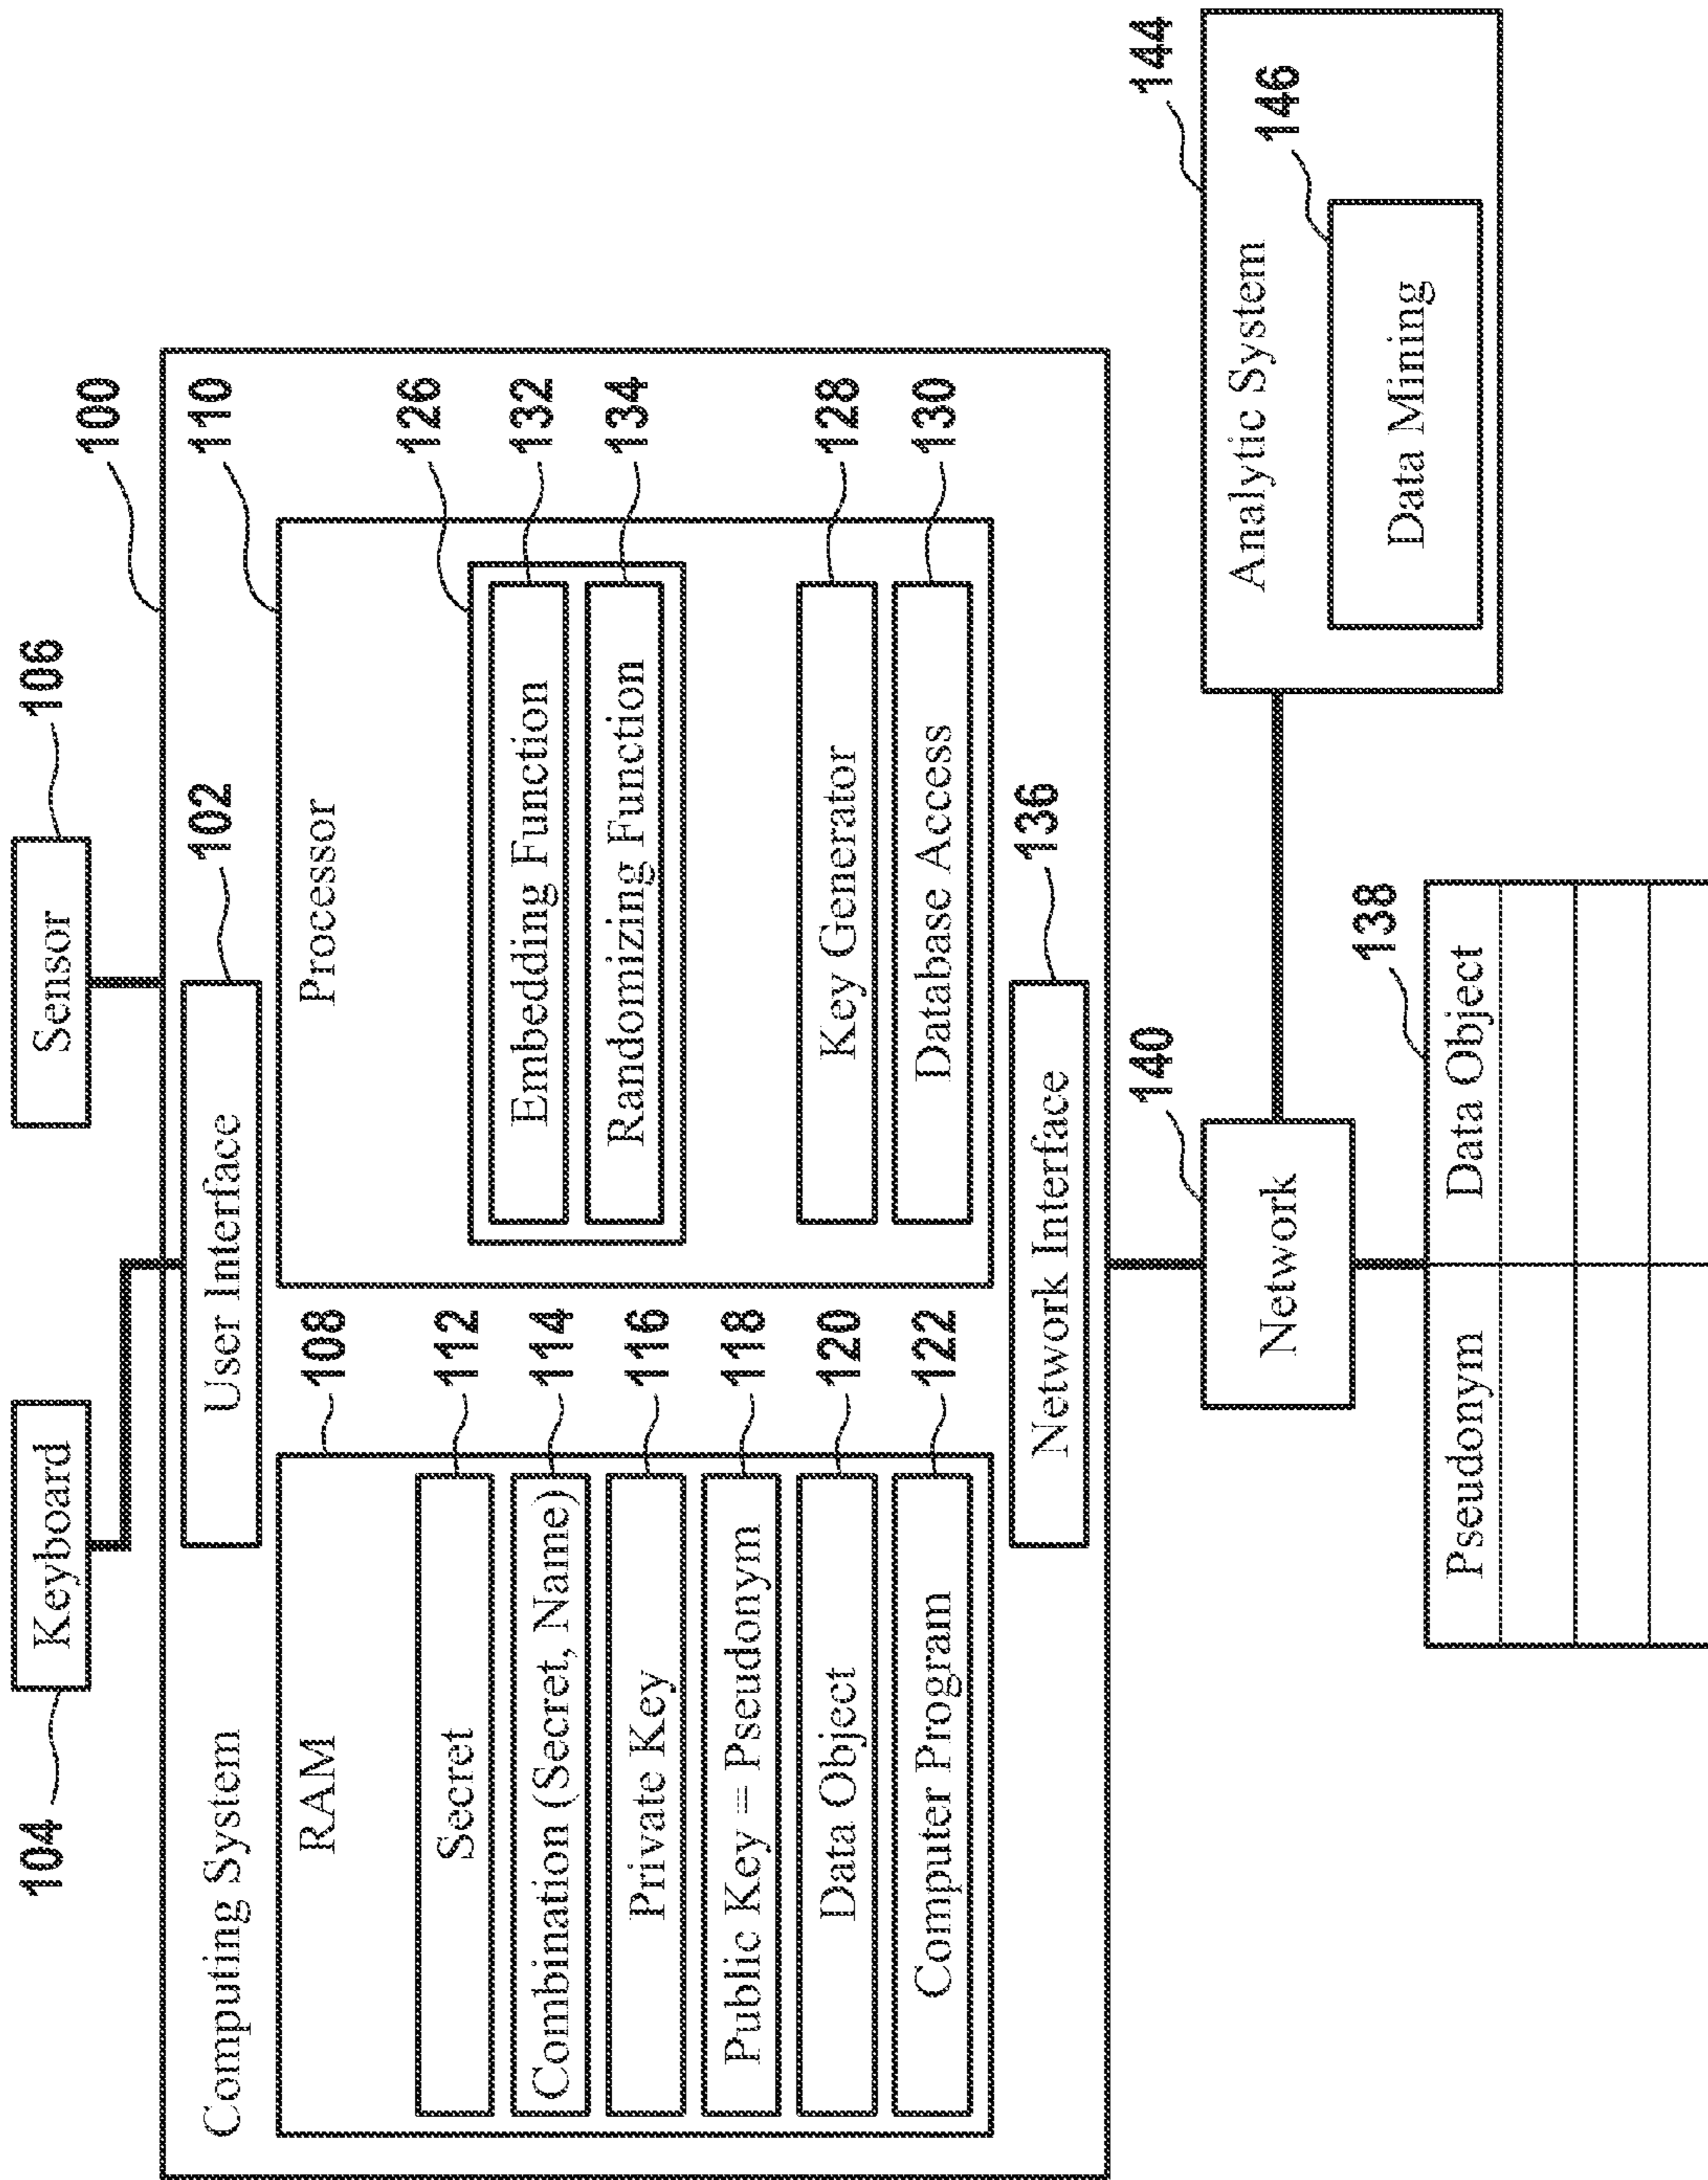 104
Keyboard
Sensor
106
100
Computing System
User Interface
102
RAM
108
Secret
112
Combination (Secret, Name)
114
Private Key
116
Public Key = Pseudonym
118
Data Object
120
Computer Program
122
Processor
110
126
Embedding Function
132
Randomizing Function
134
Key Generator
128
Database Access
130
Network Interface
136
Network
140
Analytic System
144
Data Mining
146
Pseudonym
Data Object
138